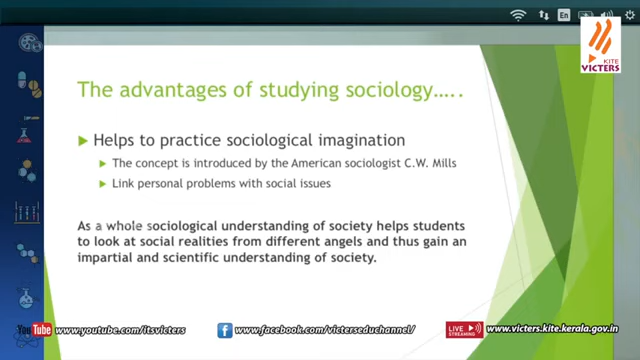 En
KITE
VICTERS
The advantages of studying sociology.....
Helps to practice sociological imagination
The concept is introduced by the American sociologist C.W. Mills
Link personal problems with social issues
As a whole sociological understanding of society helps students
to look at social realities from different angels and thus gain an
impartial and scientific understanding of society.
YouTube www.youtube.com/itsvicters
f www.facebook.com/victerseduchannel/
LIVE STREAMING www.victers.kite.kerala.gov.in